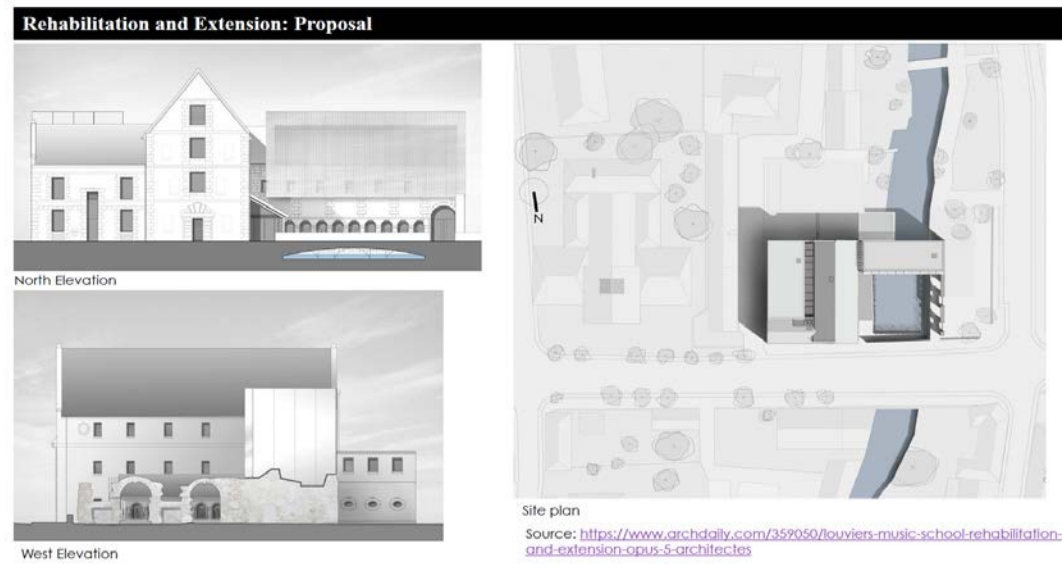 Rehabilitation and Extension: Proposal
North Elevation
N
West Elevation
Site plan
Source: https://www.archdaily.com/359050/louviers-music-school-rehabilitation-
and-extension-opus-5-architectes